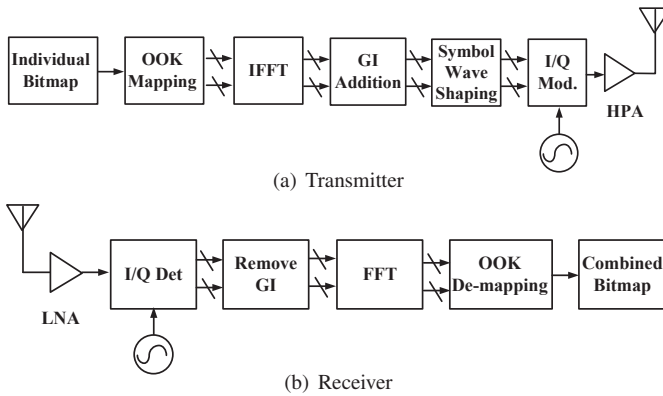 Individual
Bitmap
OOK
Mapping
IFFT
GI
Addition
Symbol
Wave
Shaping
I/Q
Mod.
HPA
(a) Transmitter
LNA
I/Q Det
Remove
GI
FFT
OOK
De-mapping
Combined
Bitmap
(b) Receiver